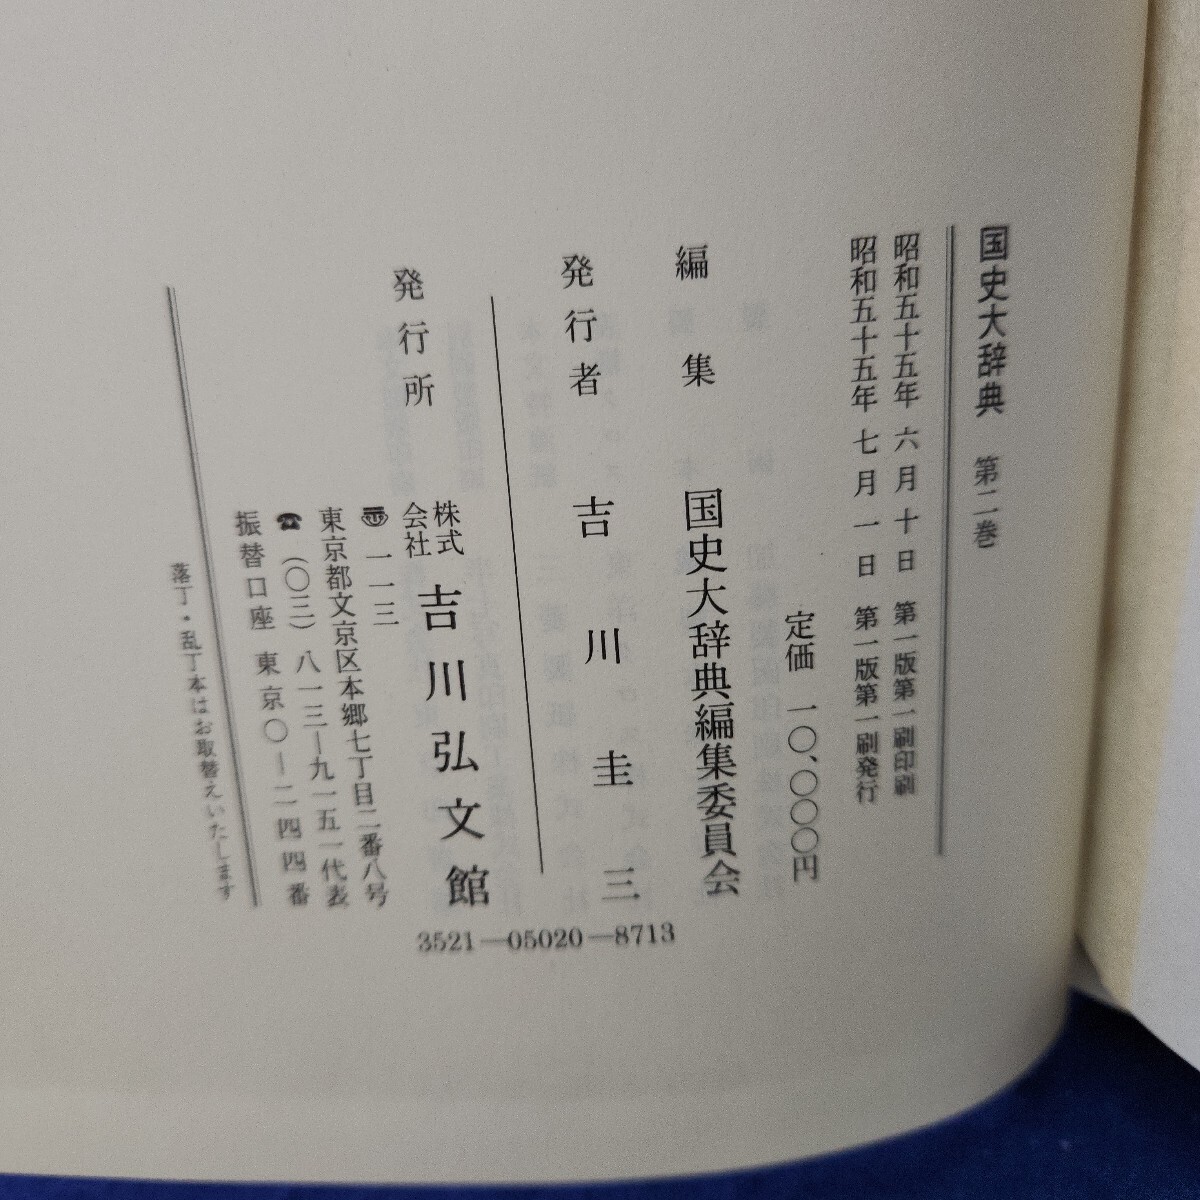 国史大辞典　第二巻
昭和五十五年　六月　十日　第一版第一刷印刷
昭和五十五年　七月　一日　第一版第一刷発行
定価　一〇、〇〇〇円
編集　国史大辞典編集委員会
発行者　吉川圭三
発行所　株式会社　吉川弘文館
〠 一一三
東京都文京区本郷七丁目二番八号
☎（〇三）八一三―九一五一代表
振替口座　東京〇―二四四番
落丁・乱丁本はお取替えいたします
3521―05020―8713